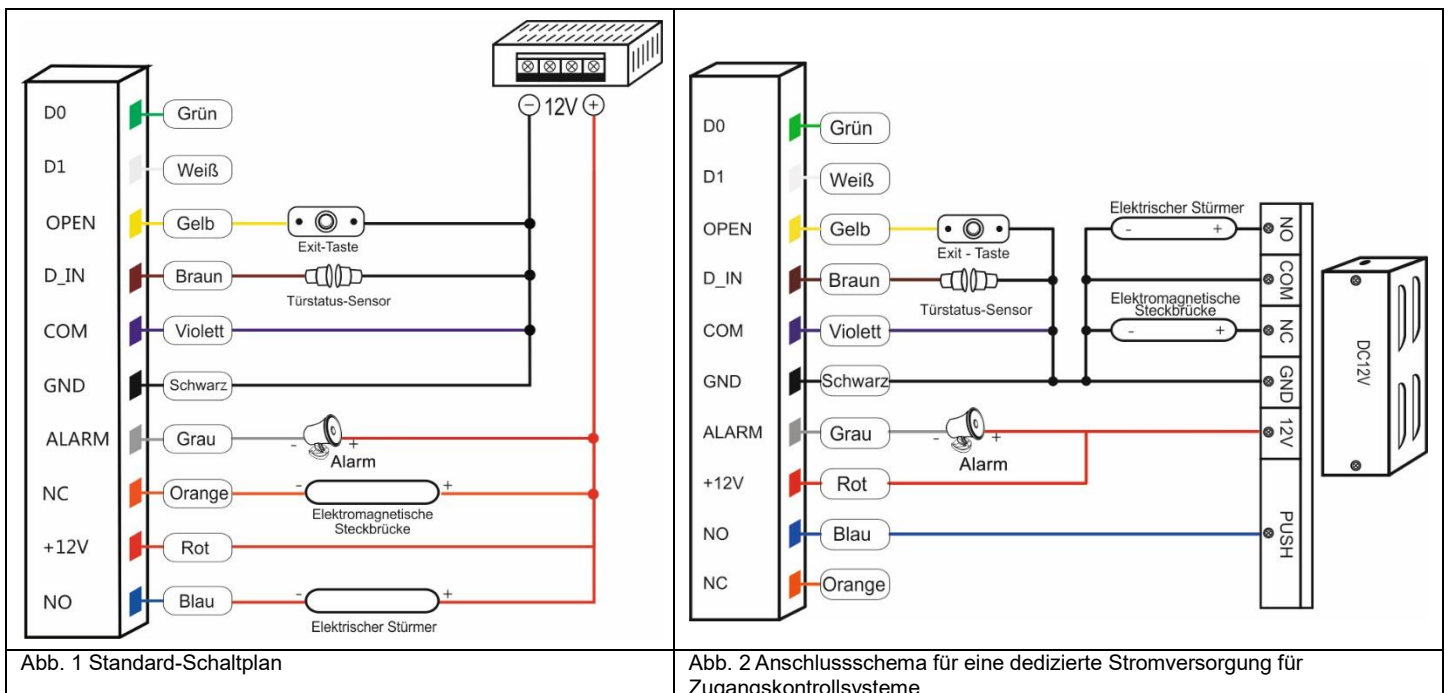 ⊖ 12V ⊕
D0 Grün
D1 Weiß
OPEN Gelb
Exit-Taste
D_IN Braun
Türstatus-Sensor
COM Violett
GND Schwarz
ALARM Grau - +
Alarm
NC Orange - +
Elektromagnetische
Steckbrücke
+12V Rot
NO Blau - +
Elektrischer Stürmer
Abb. 1 Standard-Schaltplan
D0 Grün
D1 Weiß
OPEN Gelb
Exit - Taste
D_IN Braun
Türstatus-Sensor
COM Violett
GND Schwarz
ALARM Grau - +
Alarm
+12V Rot
NO Blau
NC Orange
Elektrischer Stürmer
- +
Elektromagnetische
Steckbrücke
- +
NO
COM
NC
GND
12V
PUSH
DC12V
Abb. 2 Anschlussschema für eine dedizierte Stromversorgung für
Zugangskontrollsysteme